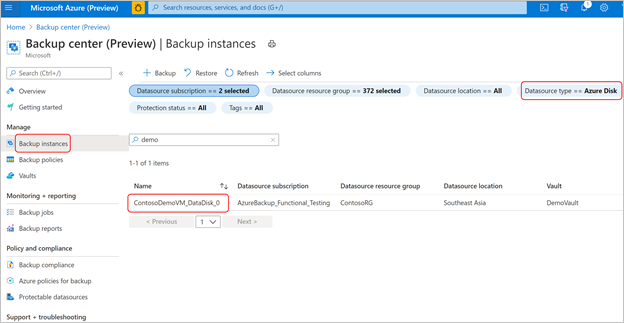 Microsoft Azure (Preview)
Search resources, services, and docs (G+/)
Home > Backup center (Preview)
Backup center (Preview) | Backup instances
Microsoft
Search (Ctrl+/)
«
Backup
Restore
Refresh
Select columns
Overview
Getting started
Datasource subscription == 2 selected
Datasource resource group == 372 selected
Datasource location == All
Datasource type == Azure Disk
Protection status == All
Tags == All
Manage
Backup instances
Backup policies
Vaults
demo
1-1 of 1 items
Name
Datasource subscription
Datasource resource group
Datasource location
Vault
ContosoDemoVM_DataDisk_0
AzureBackup_Functional_Testing
ContosoRG
Southeast Asia
DemoVault
< Previous
1
Next >
Monitoring + reporting
Backup jobs
Backup reports
Policy and compliance
Backup compliance
Azure policies for backup
Protectable datasources
Support + troubleshooting